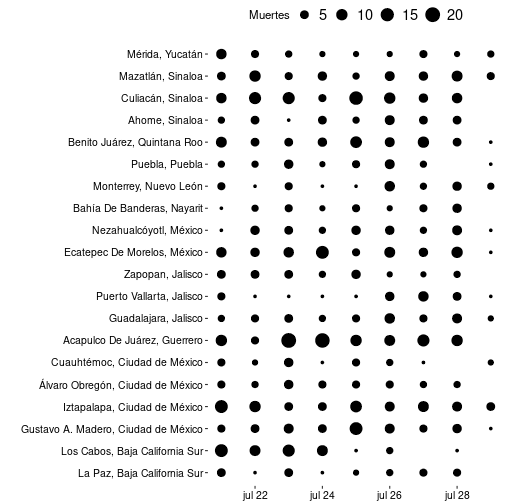 Muertes 5 10 15 20
Mérida, Yucatán
Mazatlán, Sinaloa
Culiacán, Sinaloa
Ahome, Sinaloa
Benito Juárez, Quintana Roo
Puebla, Puebla
Monterrey, Nuevo León
Bahía De Banderas, Nayarit
Nezahualcóyotl, México
Ecatepec De Morelos, México
Zapopan, Jalisco
Puerto Vallarta, Jalisco
Guadalajara, Jalisco
Acapulco De Juárez, Guerrero
Cuauhtémoc, Ciudad de México
Álvaro Obregón, Ciudad de México
Iztapalapa, Ciudad de México
Gustavo A. Madero, Ciudad de México
Los Cabos, Baja California Sur
La Paz, Baja California Sur
jul 22 jul 24 jul 26 jul 28